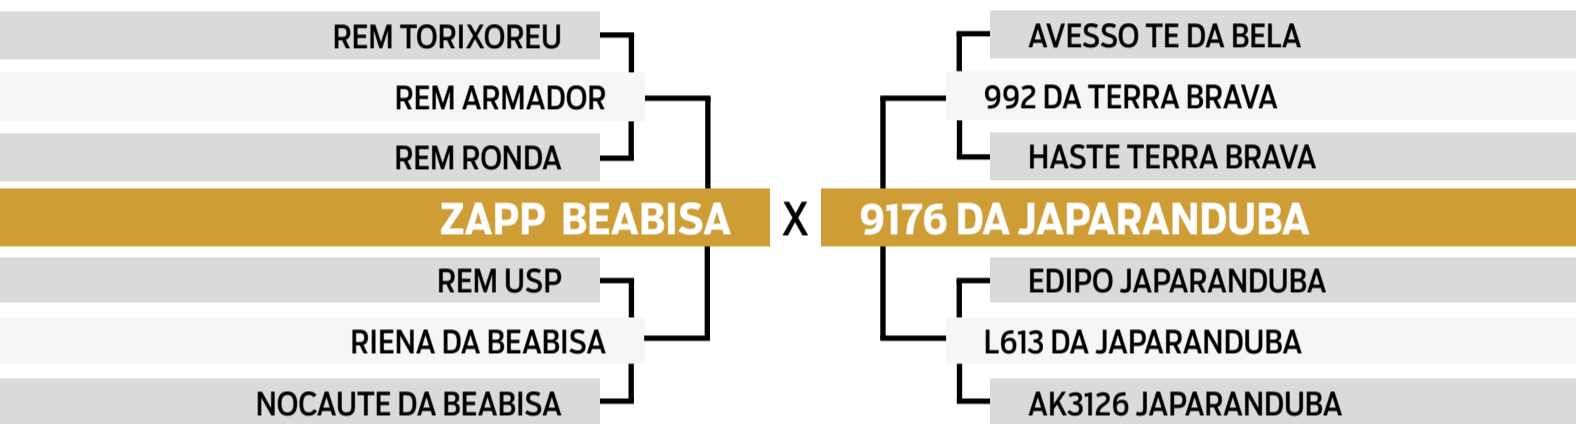 REM TORIXOREU
AVESSO TE DA BELA
REM ARMADOR
992 DA TERRA BRAVA
REM RONDA
HASTE TERRA BRAVA
ZAPP BEABISA X 9176 DA JAPARANDUBA
REM USP
EDIPO JAPARANDUBA
RIENA DA BEABISA
L613 DA JAPARANDUBA
NOCAUTE DA BEABISA
AK3126 JAPARANDUBA